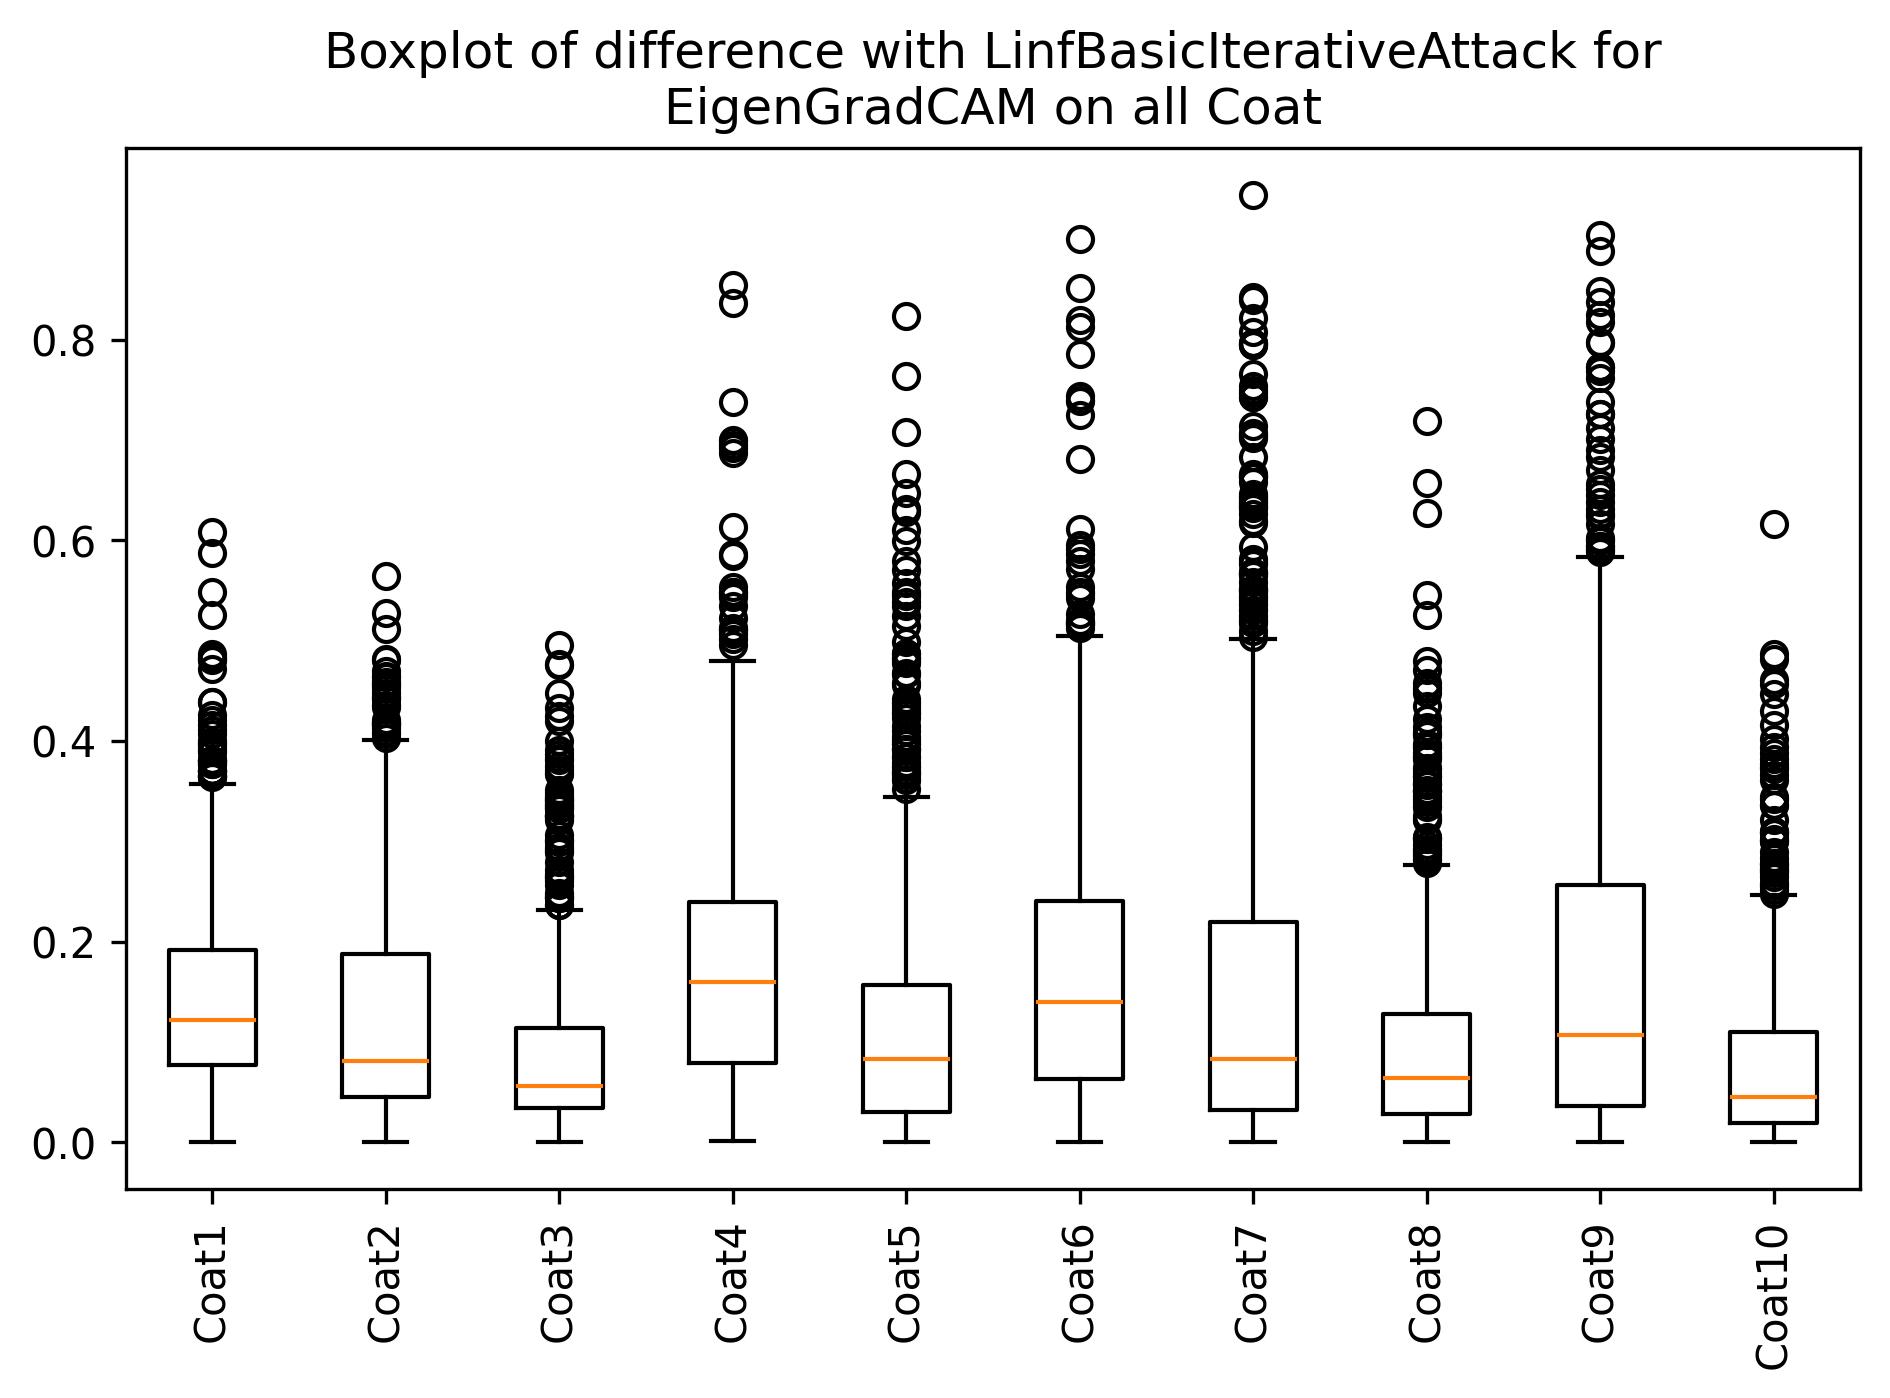 Boxplot of difference with LinfBasicIterativeAttack for
EigenGradCAM on all Coat
0.8
0.6
0.4
0.2
0.0
Coat1
Coat2
Coat3
Coat4
Coat5
Coat6
Coat7
Coat8
Coat9
Coat10